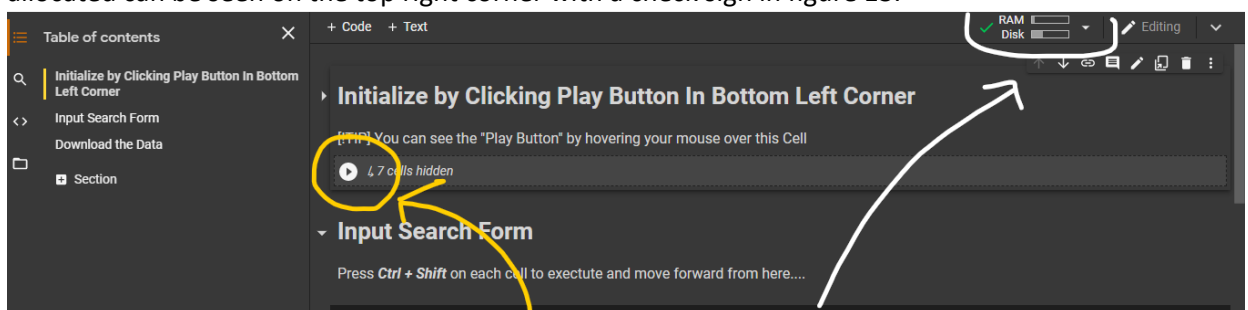 allocated can be seen on the top right corner with a check sign in figure 13.
Table of contents
Initialize by Clicking Play Button In Bottom
Left Corner
Input Search Form
Download the Data
Section
+ Code + Text
RAM
Disk
Editing
Initialize by Clicking Play Button In Bottom Left Corner
[!TIP] You can see the "Play Button" by hovering your mouse over this Cell
7 cells hidden
Input Search Form
Press Ctrl + Shift on each cell to exectute and move forward from here....